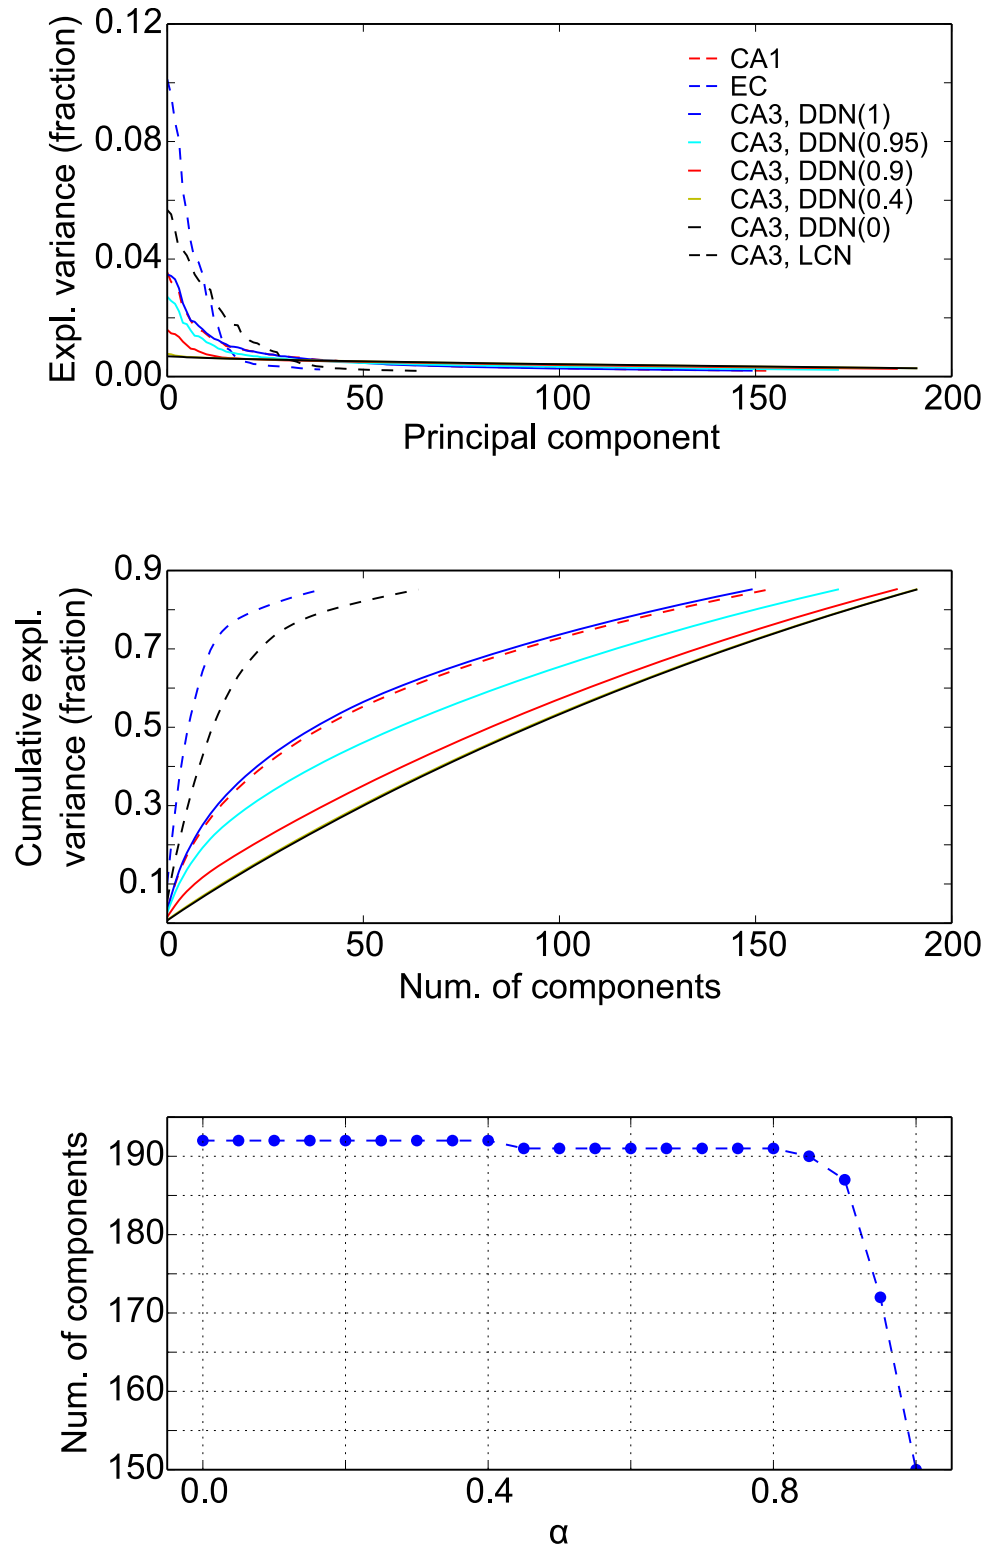 0.12
0.08
0.04
0.00
Expl. variance (fraction)
CA1
EC
CA3, DDN(1)
CA3, DDN(0.95)
CA3, DDN(0.9)
CA3, DDN(0.4)
CA3, DDN(0)
CA3, LCN
0 50 100 150 200
Principal component
0.9
0.7
0.5
0.3
0.1
Cumulative expl.
variance (fraction)
0 50 100 150 200
Num. of components
190
180
170
160
150
Num. of components
0.0 0.4 0.8
α